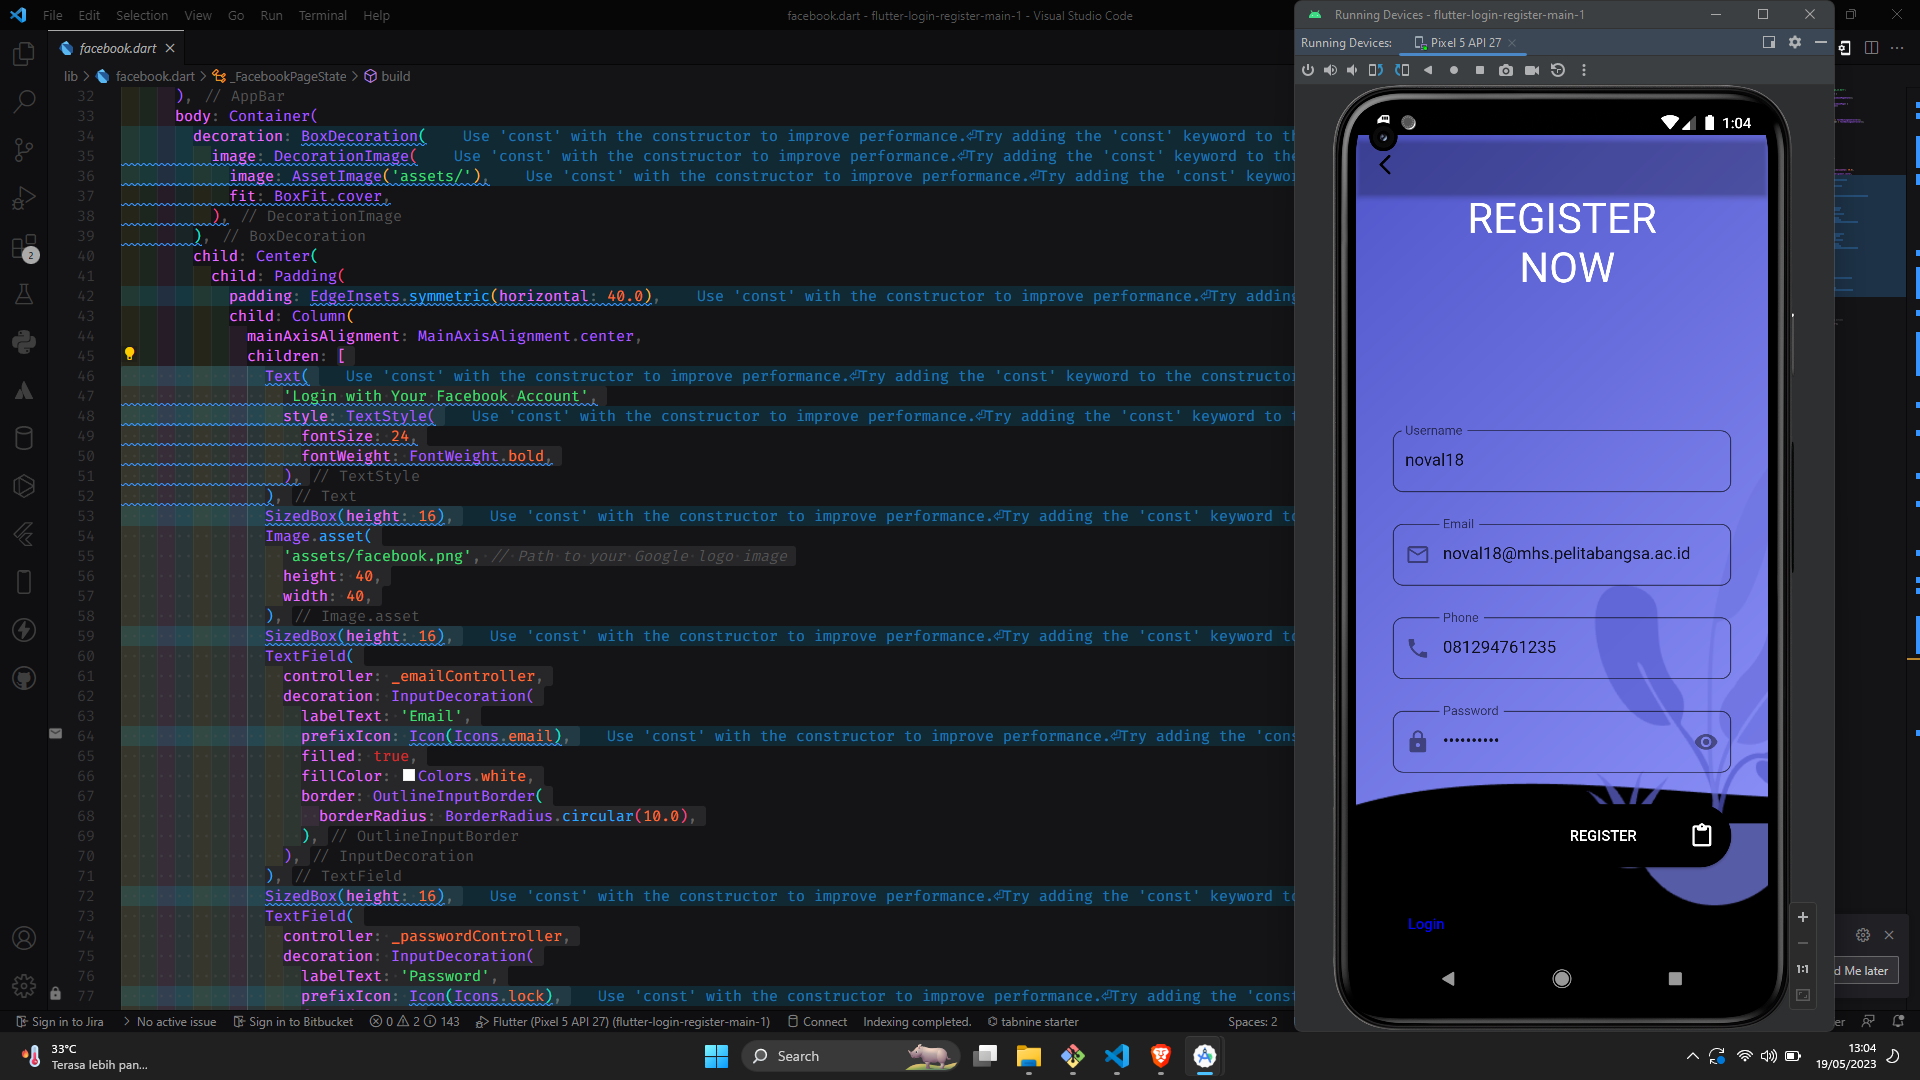 File Edit Selection View Go Run Terminal Help
facebook.dart - flutter-login-register-main-1 - Visual Studio Code
facebook.dart
lib > facebook.dart > _FacebookPageState > build
32 ), // AppBar
33 body: Container(
34 decoration: BoxDecoration( Use 'const' with the constructor to improve performance.⏎Try adding the 'const' keyword to th
35 image: DecorationImage( Use 'const' with the constructor to improve performance.⏎Try adding the 'const' keyword to the
36 image: AssetImage('assets/'), Use 'const' with the constructor to improve performance.⏎Try adding the 'const' keywor
37 fit: BoxFit.cover,
38 ), // DecorationImage
39 ), // BoxDecoration
40 child: Center(
41 child: Padding(
42 padding: EdgeInsets.symmetric(horizontal: 40.0), Use 'const' with the constructor to improve performance.⏎Try adding
43 child: Column(
44 mainAxisAlignment: MainAxisAlignment.center,
45 children: [
46 Text( Use 'const' with the constructor to improve performance.⏎Try adding the 'const' keyword to the constructor
47 'Login with Your Facebook Account',
48 style: TextStyle( Use 'const' with the constructor to improve performance.⏎Try adding the 'const' keyword to t
49 fontSize: 24,
50 fontWeight: FontWeight.bold,
51 ), // TextStyle
52 ), // Text
53 SizedBox(height: 16), Use 'const' with the constructor to improve performance.⏎Try adding the 'const' keyword to
54 Image.asset(
55 'assets/facebook.png', // Path to your Google logo image
56 height: 40,
57 width: 40,
58 ), // Image.asset
59 SizedBox(height: 16), Use 'const' with the constructor to improve performance.⏎Try adding the 'const' keyword to
60 TextField(
61 controller: _emailController,
62 decoration: InputDecoration(
63 labelText: 'Email',
64 prefixIcon: Icon(Icons.email), Use 'const' with the constructor to improve performance.⏎Try adding the 'cons
65 filled: true,
66 fillColor: Colors.white,
67 border: OutlineInputBorder(
68 borderRadius: BorderRadius.circular(10.0),
69 ), // OutlineInputBorder
70 ), // InputDecoration
71 ), // TextField
72 SizedBox(height: 16), Use 'const' with the constructor to improve performance.⏎Try adding the 'const' keyword to
73 TextField(
74 controller: _passwordController,
75 decoration: InputDecoration(
76 labelText: 'Password',
77 prefixIcon: Icon(Icons.lock), Use 'const' with the constructor to improve performance.⏎Try adding the 'const
2
Running Devices - flutter-login-register-main-1
Running Devices: Pixel 5 API 27
1:04
REGISTER
NOW
Username
noval18
Email
noval18@mhs.pelitabangsa.ac.id
Phone
081294761235
Password
••••••••••
REGISTER
Login
1:1
d Me later
Sign in to Jira No active issue Sign in to Bitbucket 0 2 143 Flutter (Pixel 5 API 27) (flutter-login-register-main-1) Connect Indexing completed. tabnine starter Spaces: 2 er
33°C
Terasa lebih pan...
Search
13:04
19/05/2023